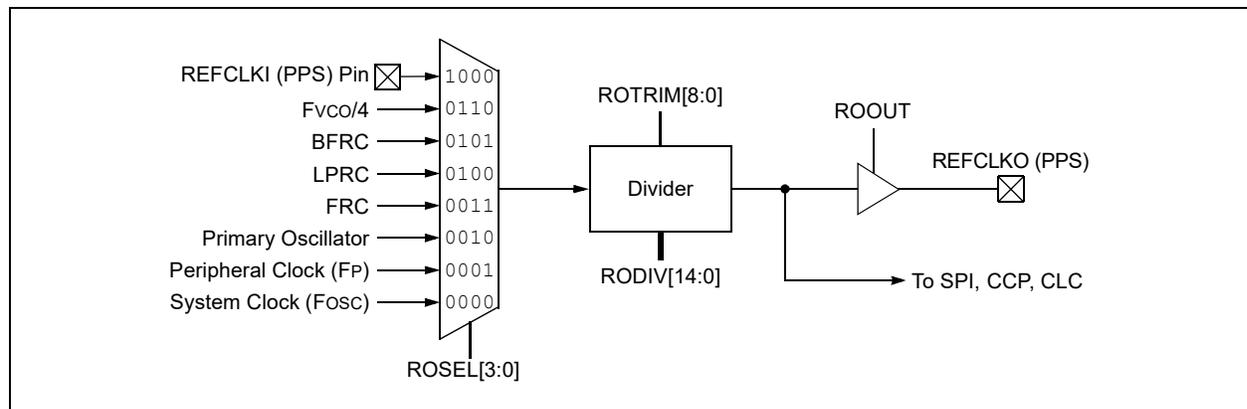 REFCLKI (PPS) Pin
1000
FVCO/4
0110
BFRC
0101
LPRC
0100
FRC
0011
Primary Oscillator
0010
Peripheral Clock (FP)
0001
System Clock (FOSC)
0000
ROSEL[3:0]
ROTRIM[8:0]
Divider
RODIV[14:0]
ROOUT
REFCLKO (PPS)
To SPI, CCP, CLC